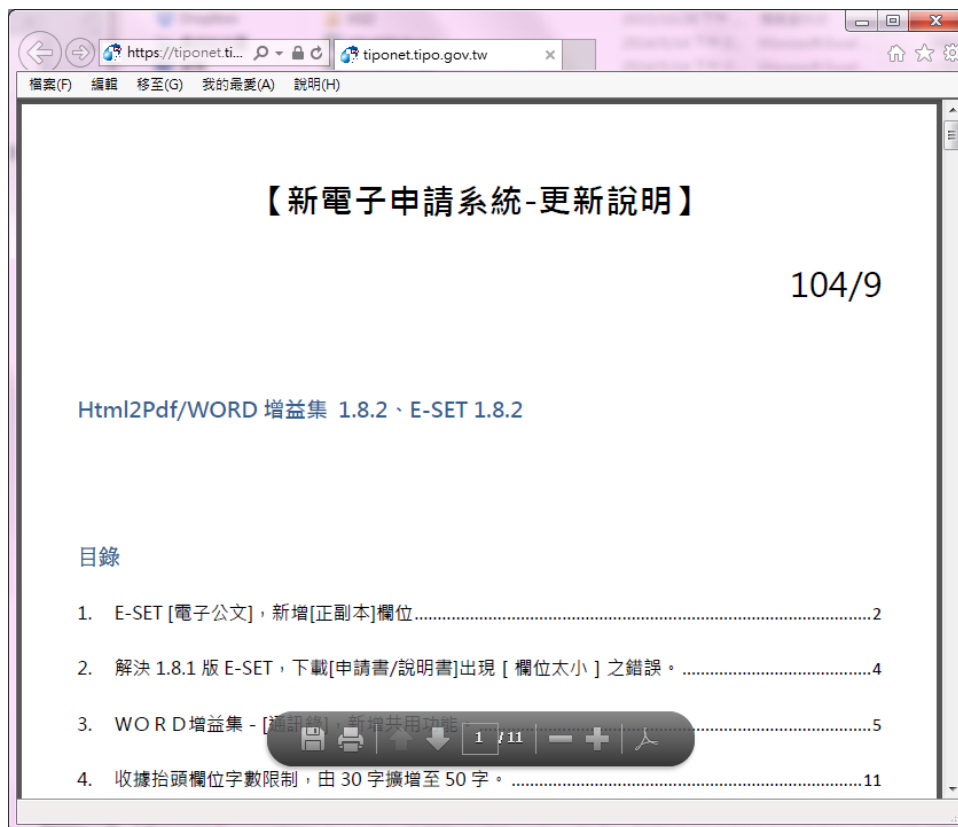 Dropbox
https://tiponet.ti...
tiponet.tipo.gov.tw
檔案(F) 編輯 移至(G) 我的最愛(A) 說明(H)
【新電子申請系統-更新說明】
104/9
Html2Pdf/WORD 增益集 1.8.2、E-SET 1.8.2
目錄
1. E-SET [電子公文]，新增[正副本]欄位...2
2. 解決 1.8.1 版 E-SET，下載[申請書/說明書]出現 [ 欄位太小 ] 之錯誤。...4
3. ＷＯＲＤ增益集 - [通訊錄]，新增共用功能。...5
1 / 11
4. 收據抬頭欄位字數限制，由 30 字擴增至 50 字。...11